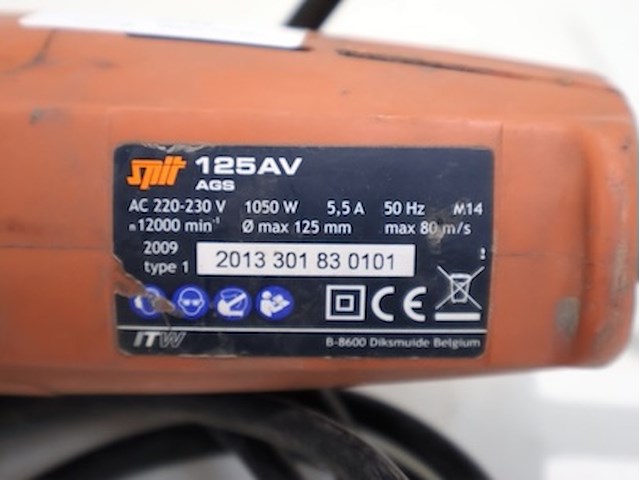 Spit 125AV
AGS
AC 220-230 V 1050 W 5,5 A 50 Hz M14
n 12000 min⁻¹ Ø max 125 mm max 80 m/s
2009
type 1 2013 301 83 0101
CE
ITW B-8600 Diksmuide Belgium